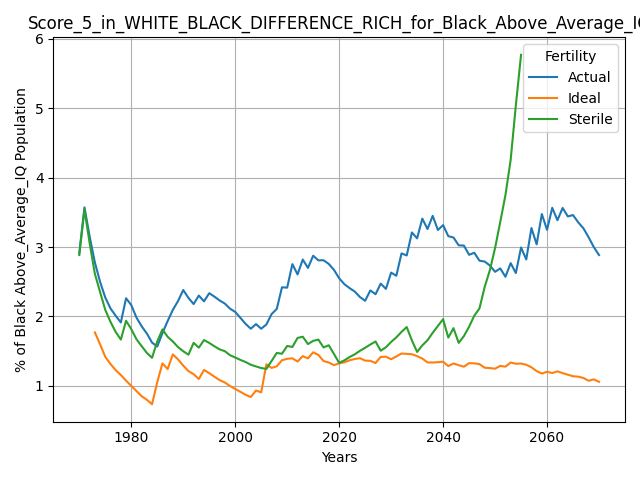 Score_5_in_WHITE_BLACK_DIFFERENCE_RICH_for_Black_Above_Average_IQ
% of Black Above_Average_IQ Population
6
5
4
3
2
1
Fertility
Actual
Ideal
Sterile
1980 2000 2020 2040 2060
Years